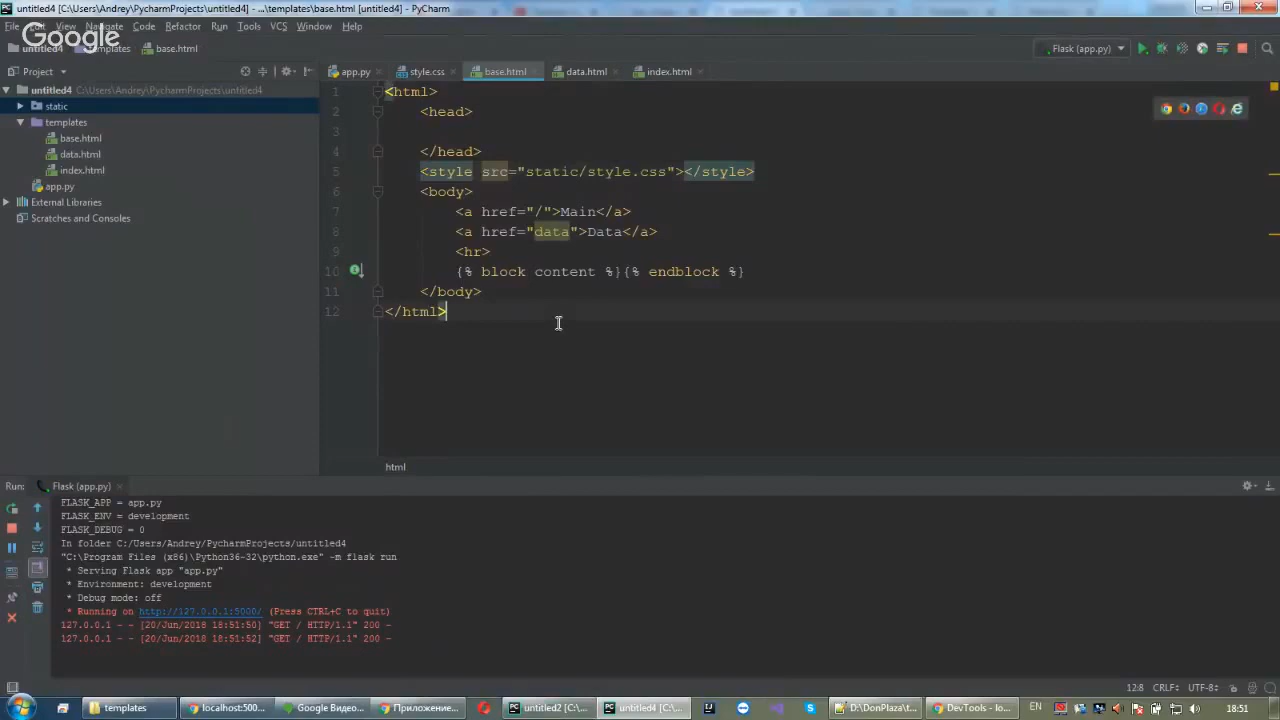 untitled4 [C:\Users\Andrey\PycharmProjects\untitled4] - ...\templates\base.html [untitled4] - PyCharm
File Edit View Navigate Code Refactor Run Tools VCS Window Help
Google
untitled4 templates base.html
Flask (app.py)
Project
app.py style.css base.html data.html index.html
untitled4 C:\Users\Andrey\PycharmProjects\untitled4
static
templates
base.html
data.html
index.html
app.py
External Libraries
Scratches and Consoles
1 <html>
2 <head>
3
4 </head>
5 <style src="static/style.css"></style>
6 <body>
7 <a href="/">Main</a>
8 <a href="data">Data</a>
9 <hr>
10 {% block content %}{% endblock %}
11 </body>
12 </html>
html
Run: Flask (app.py)
FLASK_APP = app.py
FLASK_ENV = development
FLASK_DEBUG = 0
In folder C:/Users/Andrey/PycharmProjects/untitled4
"C:\Program Files (x86)\Python36-32\python.exe" -m flask run
* Serving Flask app "app.py"
* Environment: development
* Debug mode: off
* Running on http://127.0.0.1:5000/ (Press CTRL+C to quit)
127.0.0.1 - - [20/Jun/2018 18:51:50] "GET / HTTP/1.1" 200 -
127.0.0.1 - - [20/Jun/2018 18:51:52] "GET / HTTP/1.1" 200 -
12:8 CRLF÷ UTF-8÷
templates localhost:500... Google Видео... Приложение... untitled2 [C:\... untitled4 [C:\... D:\DonPlaza\t... DevTools - lo... EN 18:51